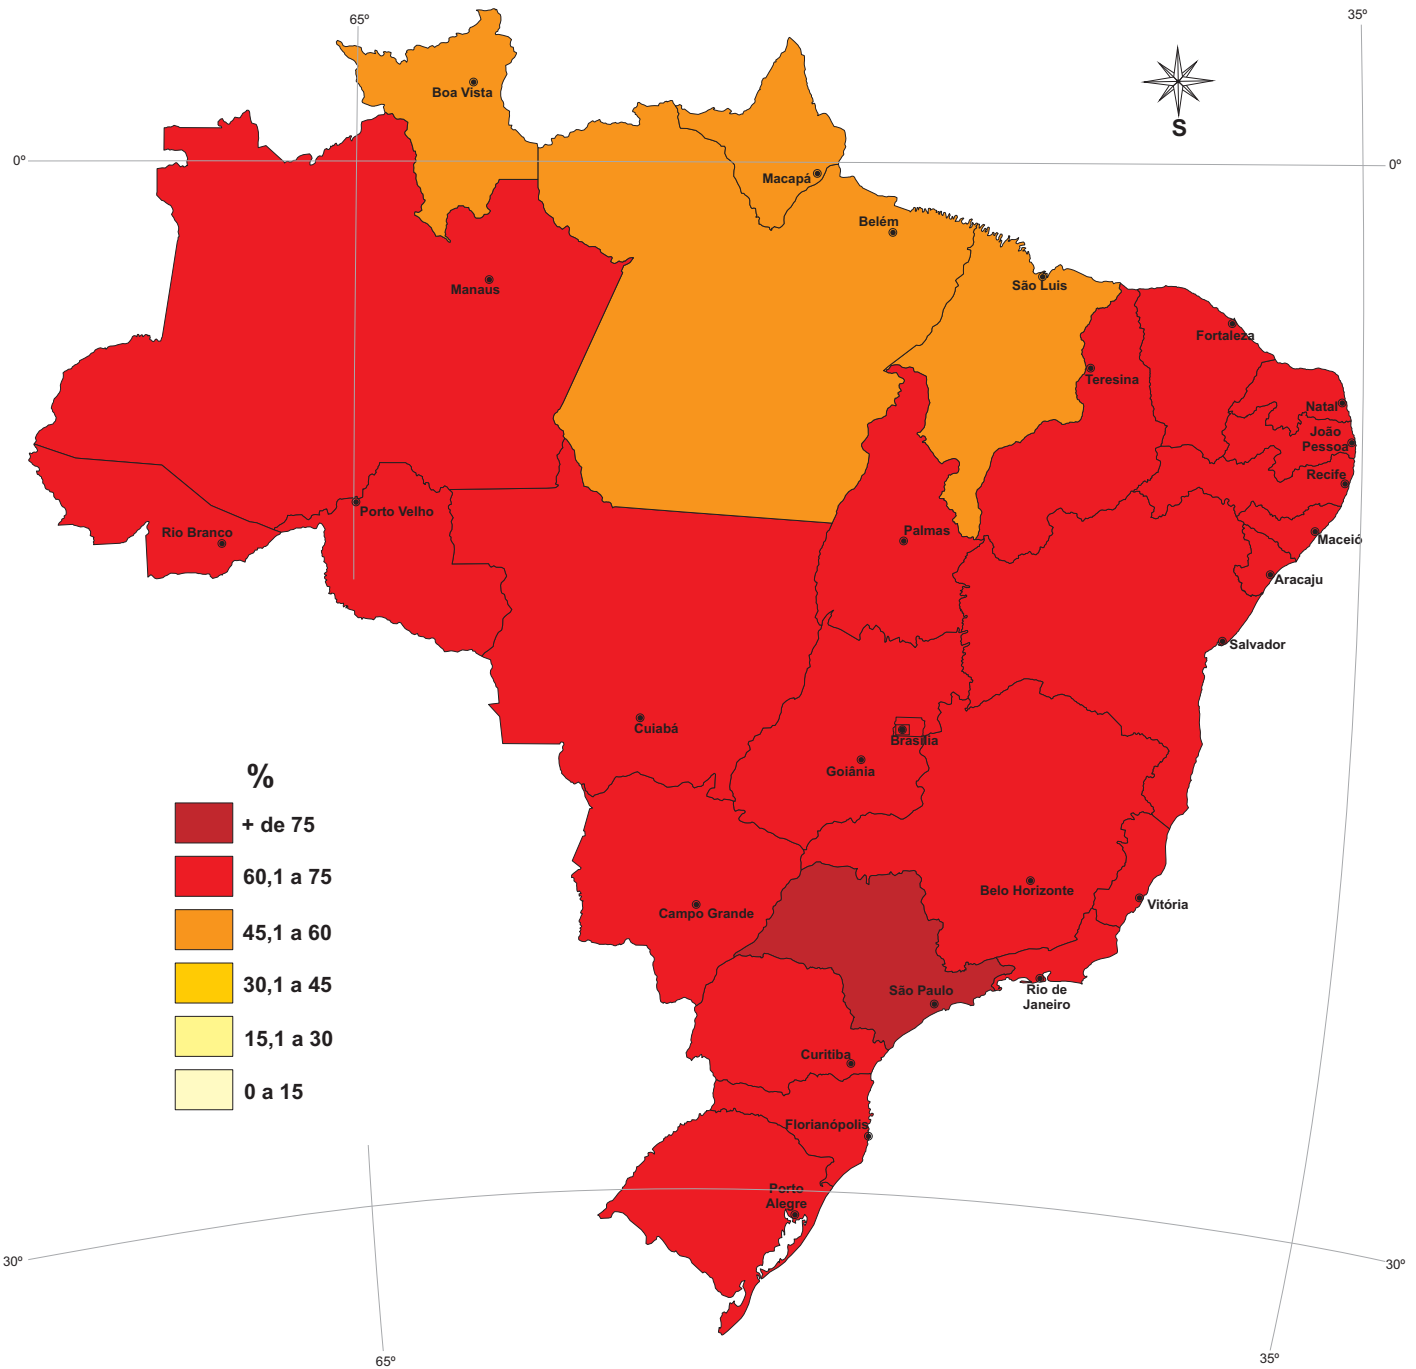 65º
35º
Boa Vista
S
0º
0º
Macapá
Belém
São Luis
Manaus
Fortaleza
Teresina
Natal
João
Pessoa
Recife
Porto Velho
Rio Branco
Palmas
Maceió
Aracaju
Salvador
Cuiabá
Brasília
Goiânia
%
+ de 75
60,1 a 75
45,1 a 60
30,1 a 45
15,1 a 30
0 a 15
Belo Horizonte
Vitória
Campo Grande
São Paulo
Rio de
Janeiro
Curitiba
Florianópolis
Porto
Alegre
30º
30º
65º
35º